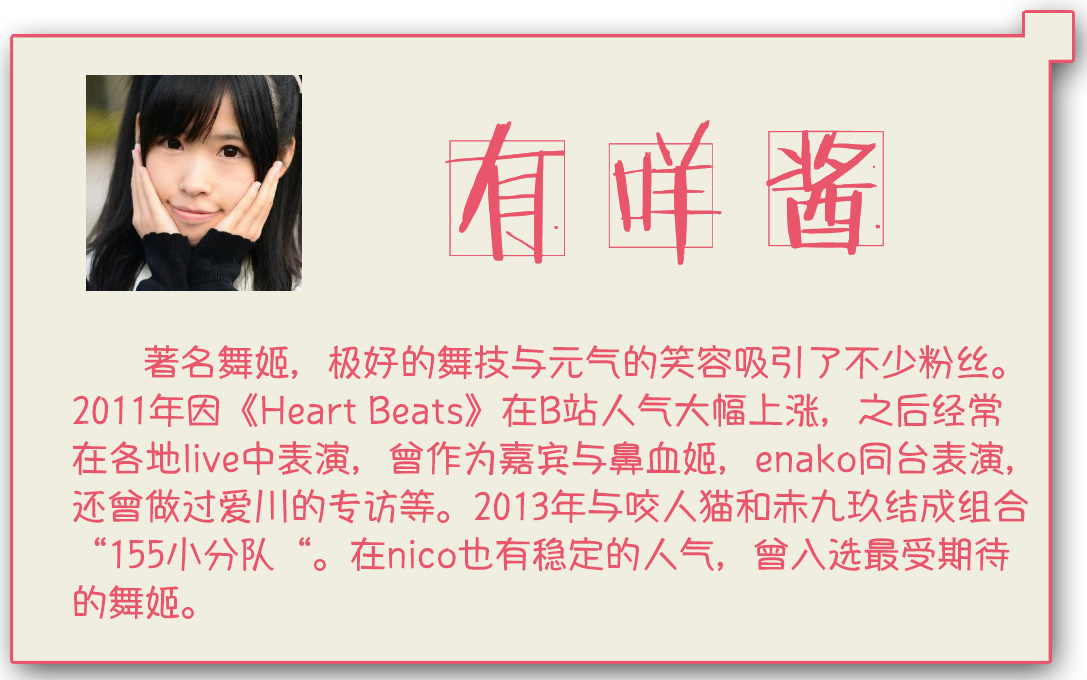 有咩酱
著名舞姬，极好的舞技与元气的笑容吸引了不少粉丝。
2011年因《Heart Beats》在B站人气大幅上涨，之后经常
在各地live中表演，曾作为嘉宾与鼻血姬，enako同台表演，
还曾做过爱川的专访等。2013年与咬人猫和赤九玖结成组合
“155小分队“。在nico也有稳定的人气，曾入选最受期待
的舞姬。